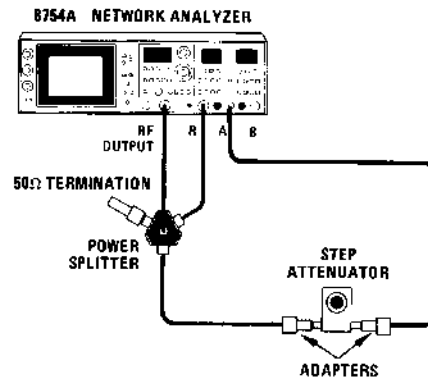 8754A NETWORK ANALYZER
RF
OUTPUT
R
A
B
50Ω TERMINATION
POWER
SPLITTER
STEP
ATTENUATOR
ADAPTERS